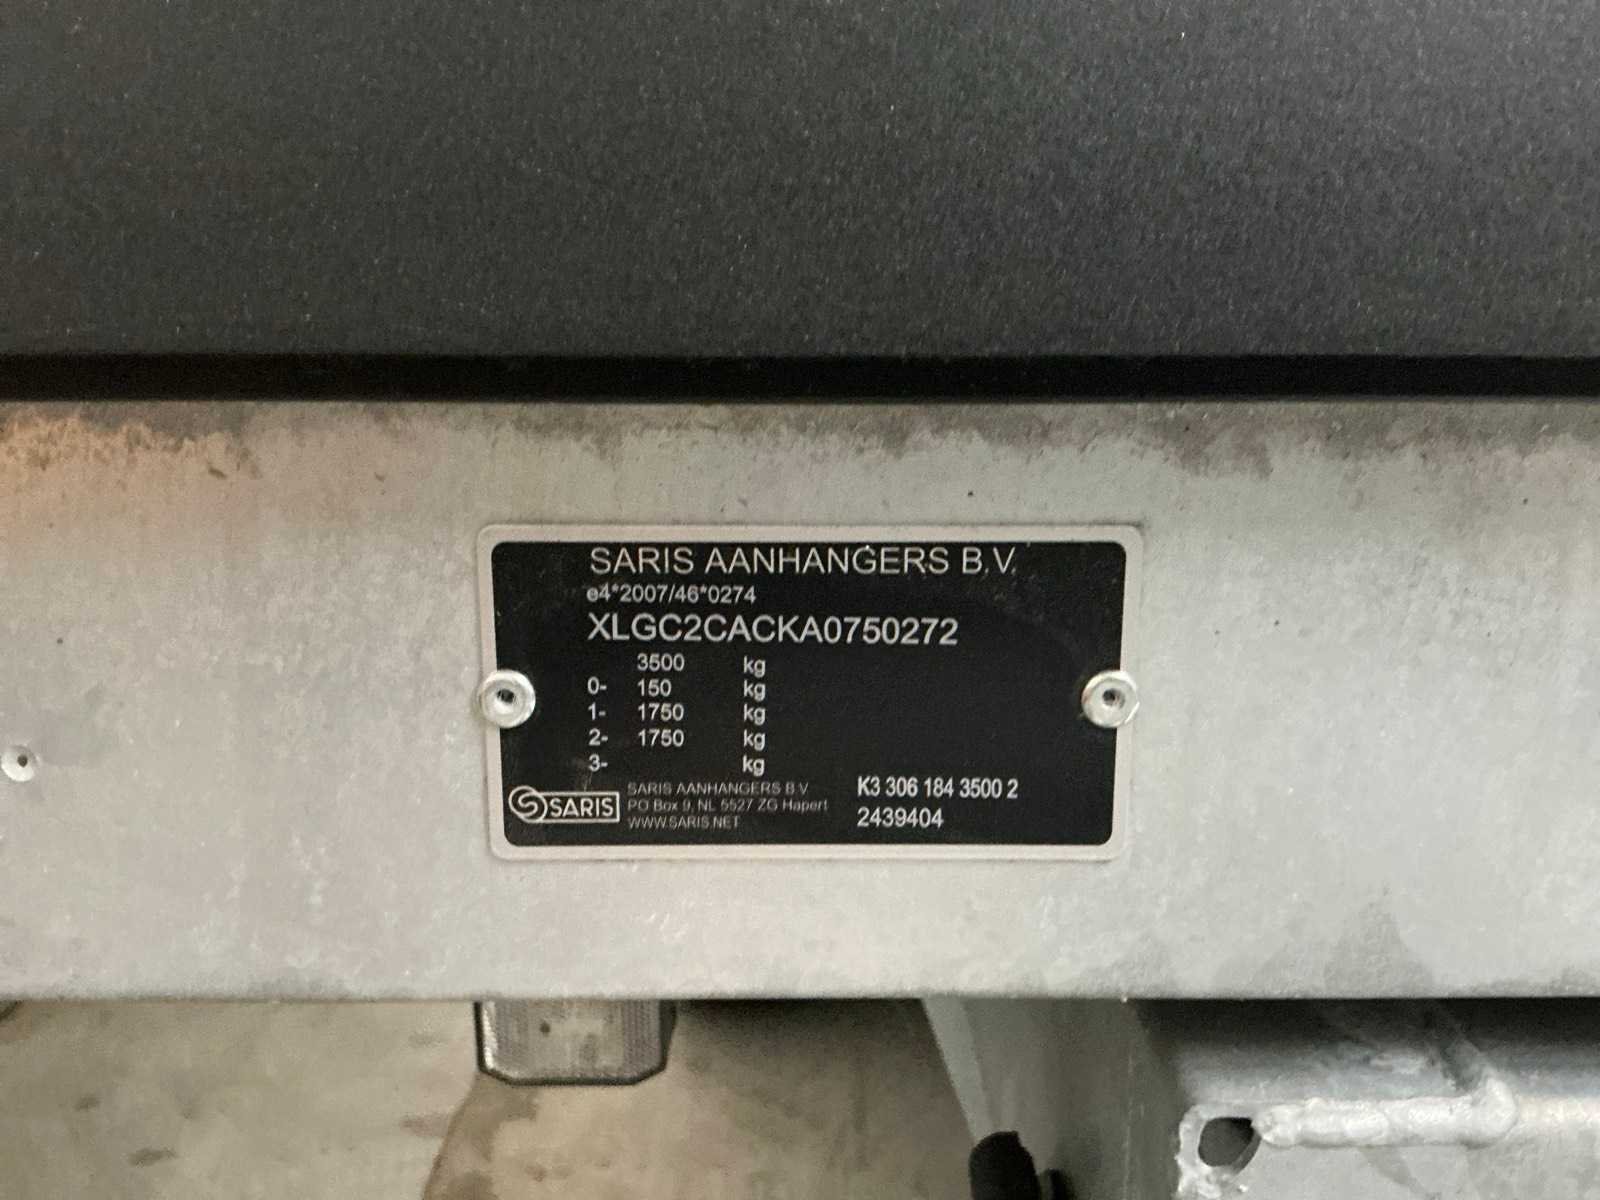 SARIS AANHANGERS B.V.
e4*2007/46*0274
XLGC2CACKA0750272
3500 kg
0- 150 kg
1- 1750 kg
2- 1750 kg
3- kg
SARIS
SARIS AANHANGERS B.V.
PO Box 9, NL 5527 ZG Hapert
WWW.SARIS.NET
K3 306 184 3500 2
2439404